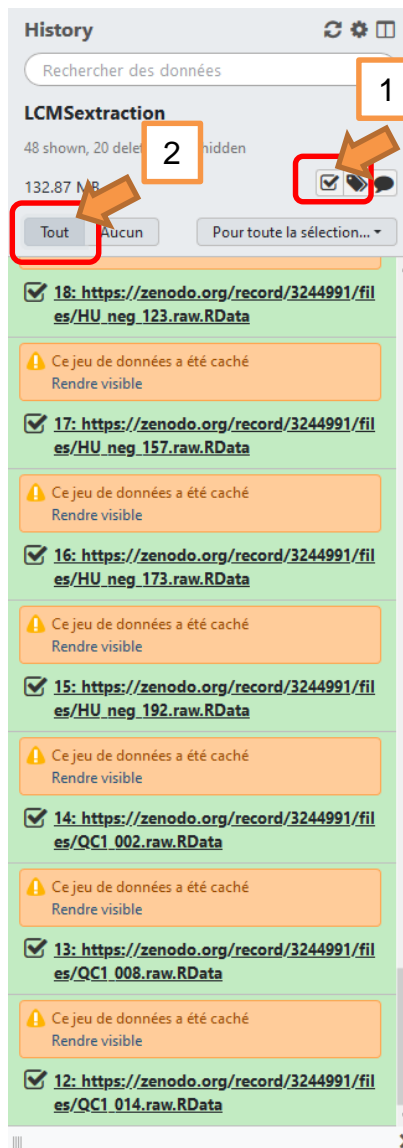 History
Rechercher des données
1
LCMSextraction
48 shown, 20 dele hidden
2
132.87
Tout Aucun Pour toute la sélection...
18: https://zenodo.org/record/3244991/fil
es/HU_neg_123.raw.RData
Ce jeu de données a été caché
Rendre visible
17: https://zenodo.org/record/3244991/fil
es/HU_neg_157.raw.RData
Ce jeu de données a été caché
Rendre visible
16: https://zenodo.org/record/3244991/fil
es/HU_neg_173.raw.RData
Ce jeu de données a été caché
Rendre visible
15: https://zenodo.org/record/3244991/fil
es/HU_neg_192.raw.RData
Ce jeu de données a été caché
Rendre visible
14: https://zenodo.org/record/3244991/fil
es/QC1_002.raw.RData
Ce jeu de données a été caché
Rendre visible
13: https://zenodo.org/record/3244991/fil
es/QC1_008.raw.RData
Ce jeu de données a été caché
Rendre visible
12: https://zenodo.org/record/3244991/fil
es/QC1_014.raw.RData